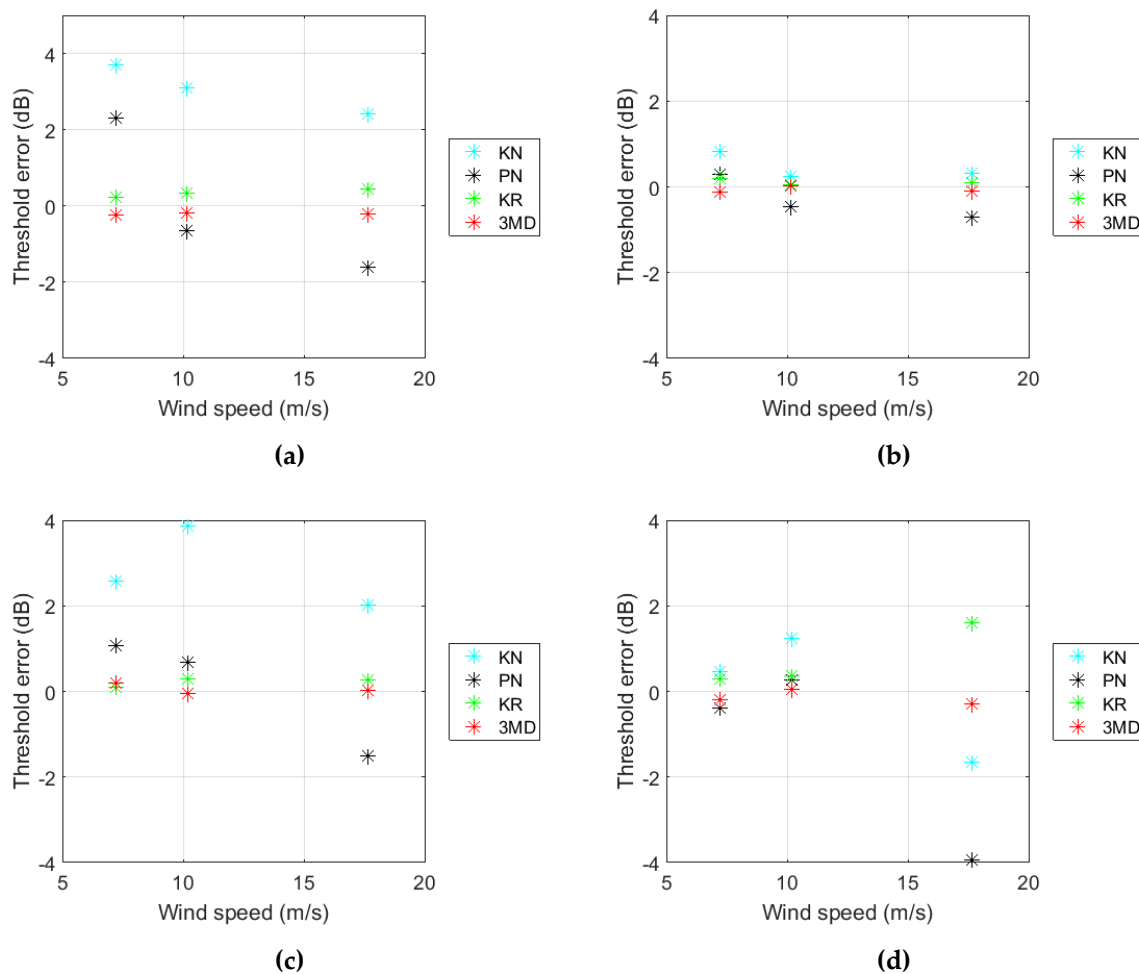 4
2
0
-2
-4
Threshold error (dB)
5 10 15 20
Wind speed (m/s)
KN
PN
KR
3MD
(a)
4
2
0
-2
-4
Threshold error (dB)
5 10 15 20
Wind speed (m/s)
KN
PN
KR
3MD
(b)
4
2
0
-2
-4
Threshold error (dB)
5 10 15 20
Wind speed (m/s)
KN
PN
KR
3MD
(c)
4
2
0
-2
-4
Threshold error (dB)
5 10 15 20
Wind speed (m/s)
KN
PN
KR
3MD
(d)